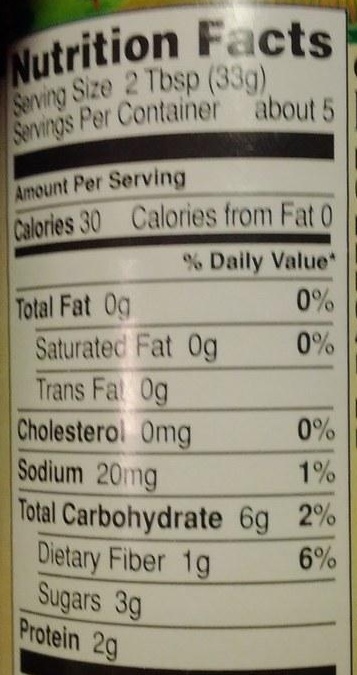 Nutrition Facts
Serving Size 2 Tbsp (33g)
Servings Per Container about 5
Amount Per Serving
Calories 30 Calories from Fat 0
% Daily Value*
Total Fat 0g 0%
Saturated Fat 0g 0%
Trans Fat 0g
Cholesterol 0mg 0%
Sodium 20mg 1%
Total Carbohydrate 6g 2%
Dietary Fiber 1g 6%
Sugars 3g
Protein 2g